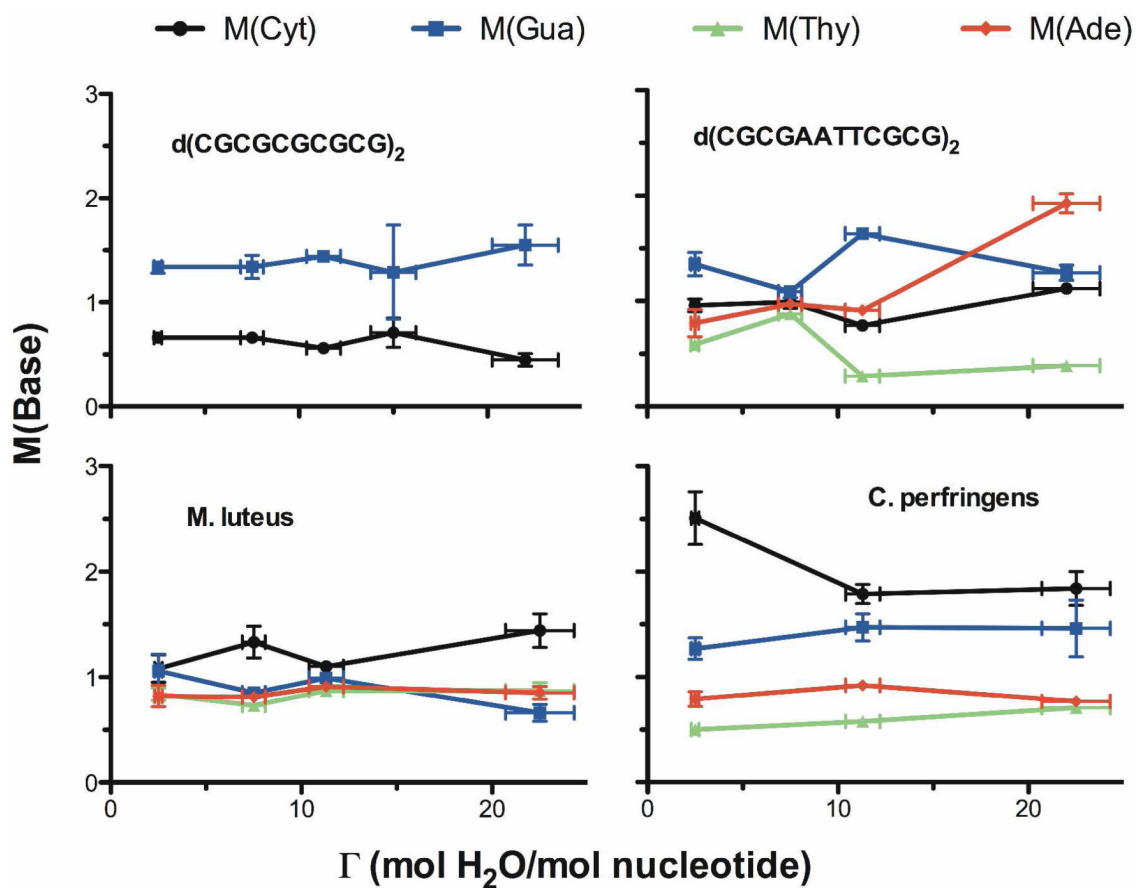 M(Cyt) M(Gua) M(Thy) M(Ade)
3
2
1
0
d(CGCGCGCGCG)₂
d(CGCGAATTCGCG)₂
M(Base)
3
2
1
0
M. luteus
C. perfringens
0 10 20
0 10 20
Γ (mol H₂O/mol nucleotide)